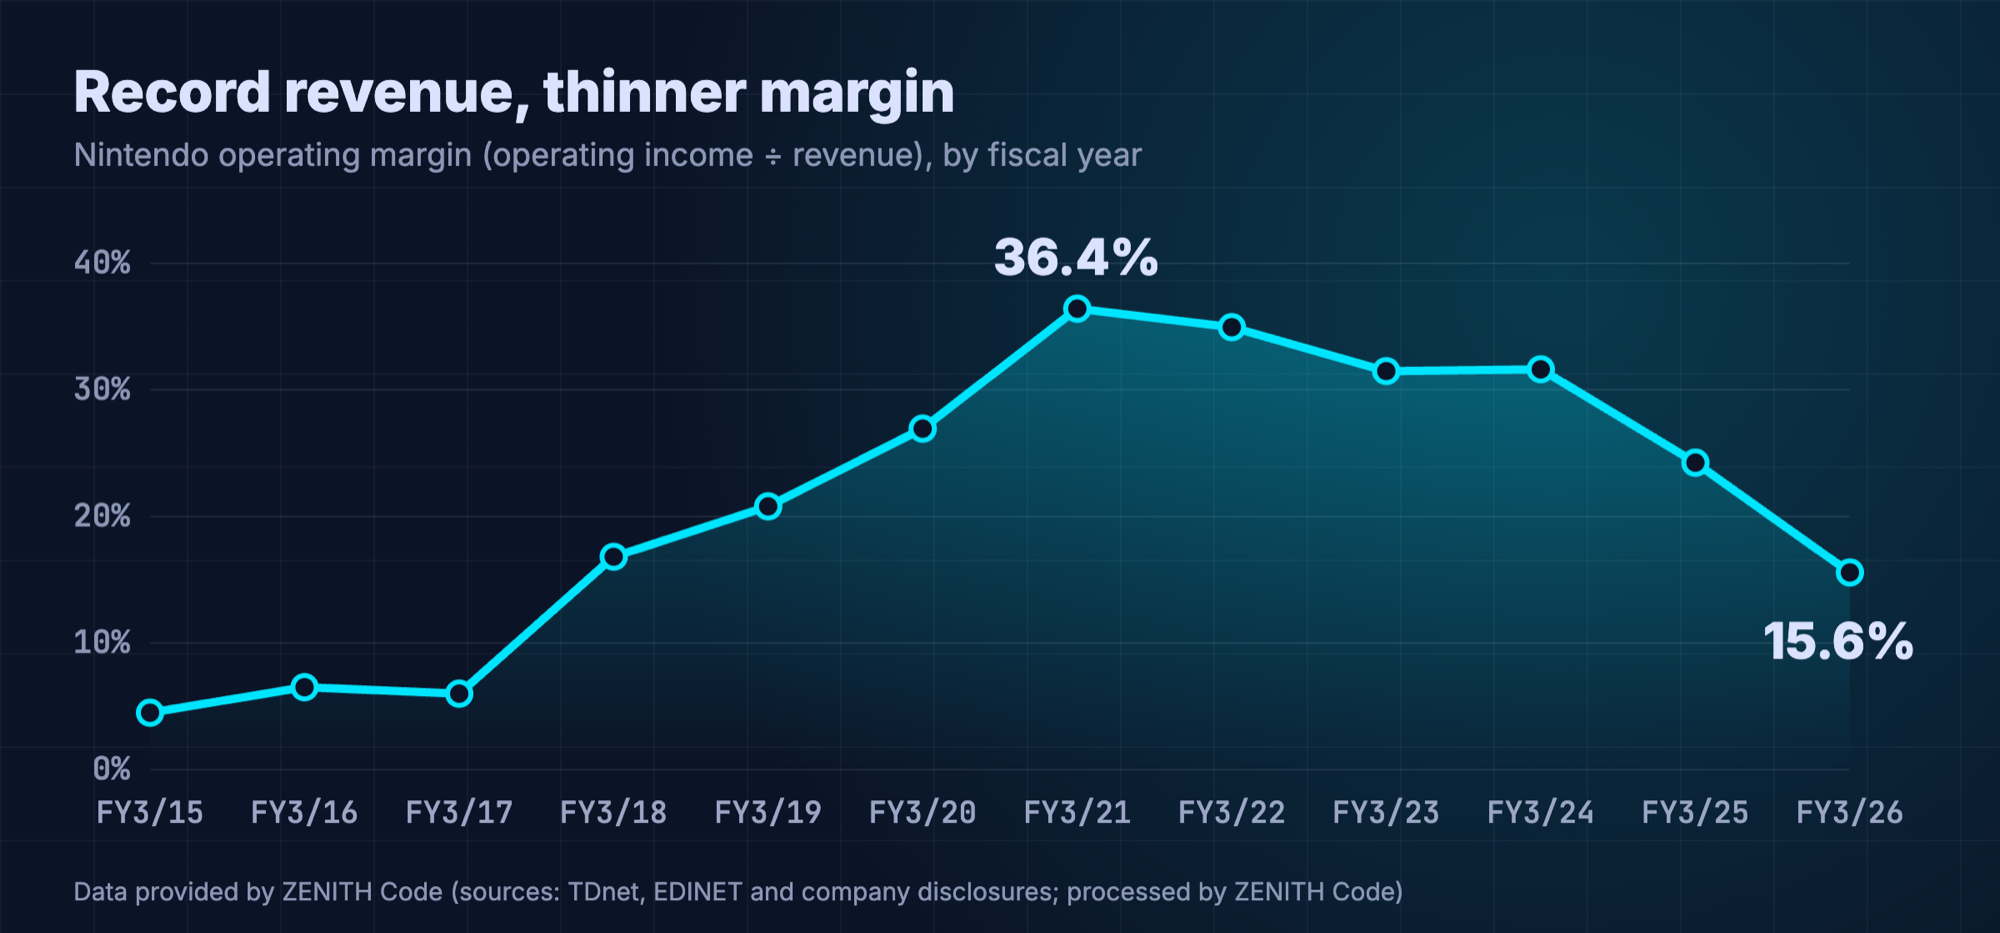 Record revenue, thinner margin
Nintendo operating margin (operating income ÷ revenue), by fiscal year
40%
36.4%
30%
20%
10%
15.6%
0%
FY3/15 FY3/16 FY3/17 FY3/18 FY3/19 FY3/20 FY3/21 FY3/22 FY3/23 FY3/24 FY3/25 FY3/26
Data provided by ZENITH Code (sources: TDnet, EDINET and company disclosures; processed by ZENITH Code)